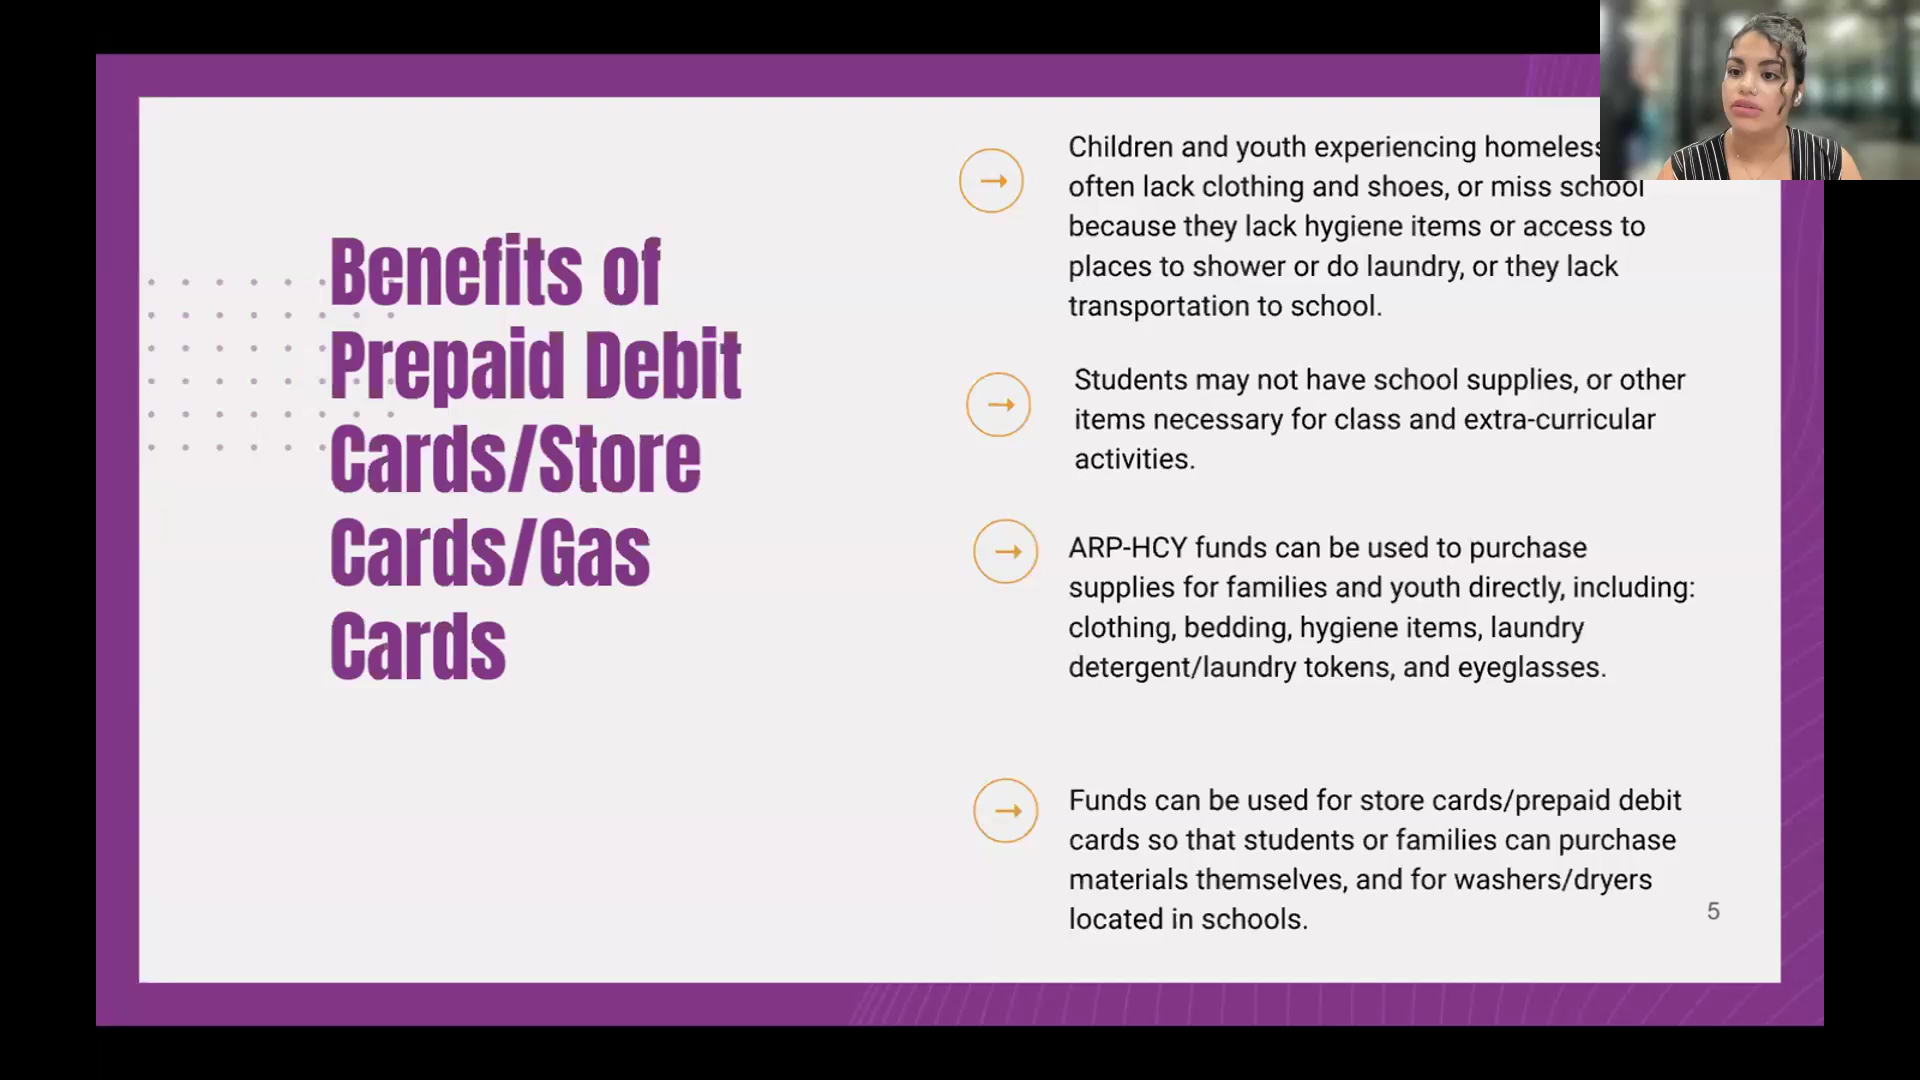 Benefits of
Prepaid Debit
Cards/Store
Cards/Gas
Cards
Children and youth experiencing
often lack clothing and shoes, or miss school
because they lack hygiene items or access to
places to shower or do laundry, or they lack
transportation to school.
Students may not have school supplies, or other
items necessary for class and extra-curricular
activities.
ARP-HCY funds can be used to purchase
supplies for families and youth directly, including:
clothing, bedding, hygiene items, laundry
detergent/laundry tokens, and eyeglasses.
Funds can be used for store cards/prepaid debit
cards so that students or families can purchase
materials themselves, and for washers/dryers
located in schools.
5